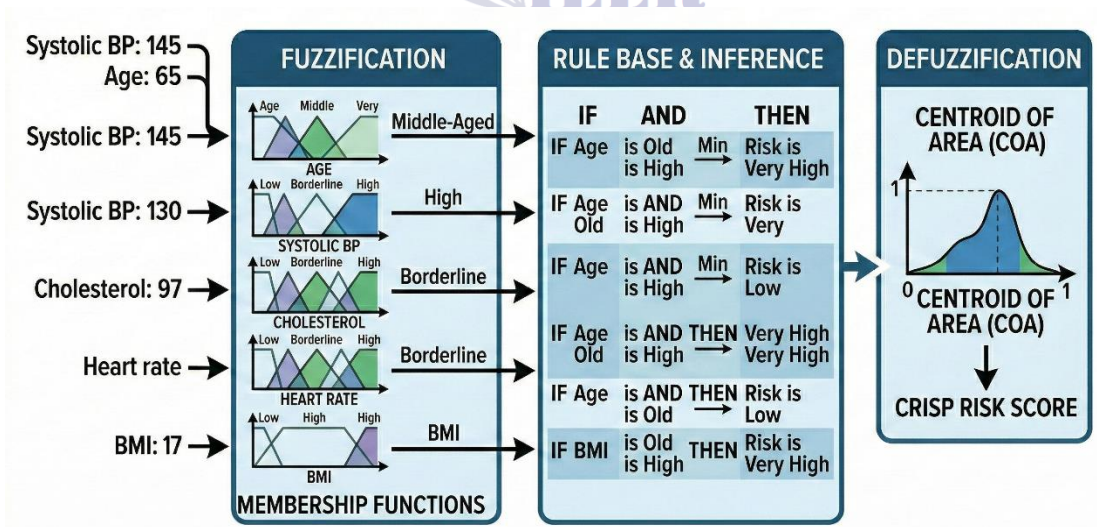 Systolic BP: 145
Age: 65
Systolic BP: 145
Systolic BP: 130
Cholesterol: 97
Heart rate
BMI: 17
FUZZIFICATION
Age Middle Very
AGE
Middle-Aged
Low Borderline High
SYSTOLIC BP
High
Low Borderline High
CHOLESTEROL
Borderline
Low Borderline High
HEART RATE
Borderline
Low High High
BMI
BMI
MEMBERSHIP FUNCTIONS
RULE BASE & INFERENCE
IF AND THEN
IF Age is Old Min Risk is
is High Very High
IF Age is AND Min Risk is
Old is High Very
IF Age is AND Min Risk is
is High Low
IF Age is AND THEN Very High
Old is High Very High
IF Age is AND THEN Risk is
is Old Low
IF BMI is Old THEN Risk is
is High Very High
DEFUZZIFICATION
CENTROID OF
AREA (COA)
1
0 1
CENTROID OF
AREA (COA)
CRISP RISK SCORE